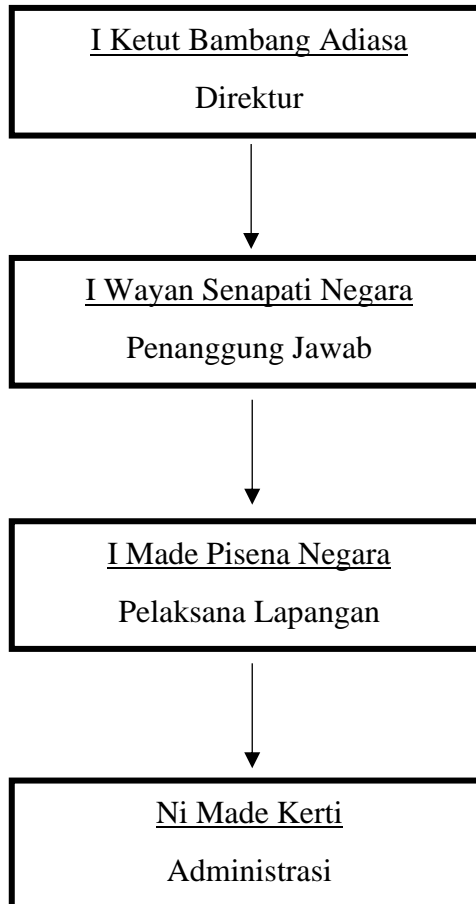 I Ketut Bambang Adiasa
Direktur
I Wayan Senapati Negara
Penanggung Jawab
I Made Pisena Negara
Pelaksana Lapangan
Ni Made Kerti
Administrasi